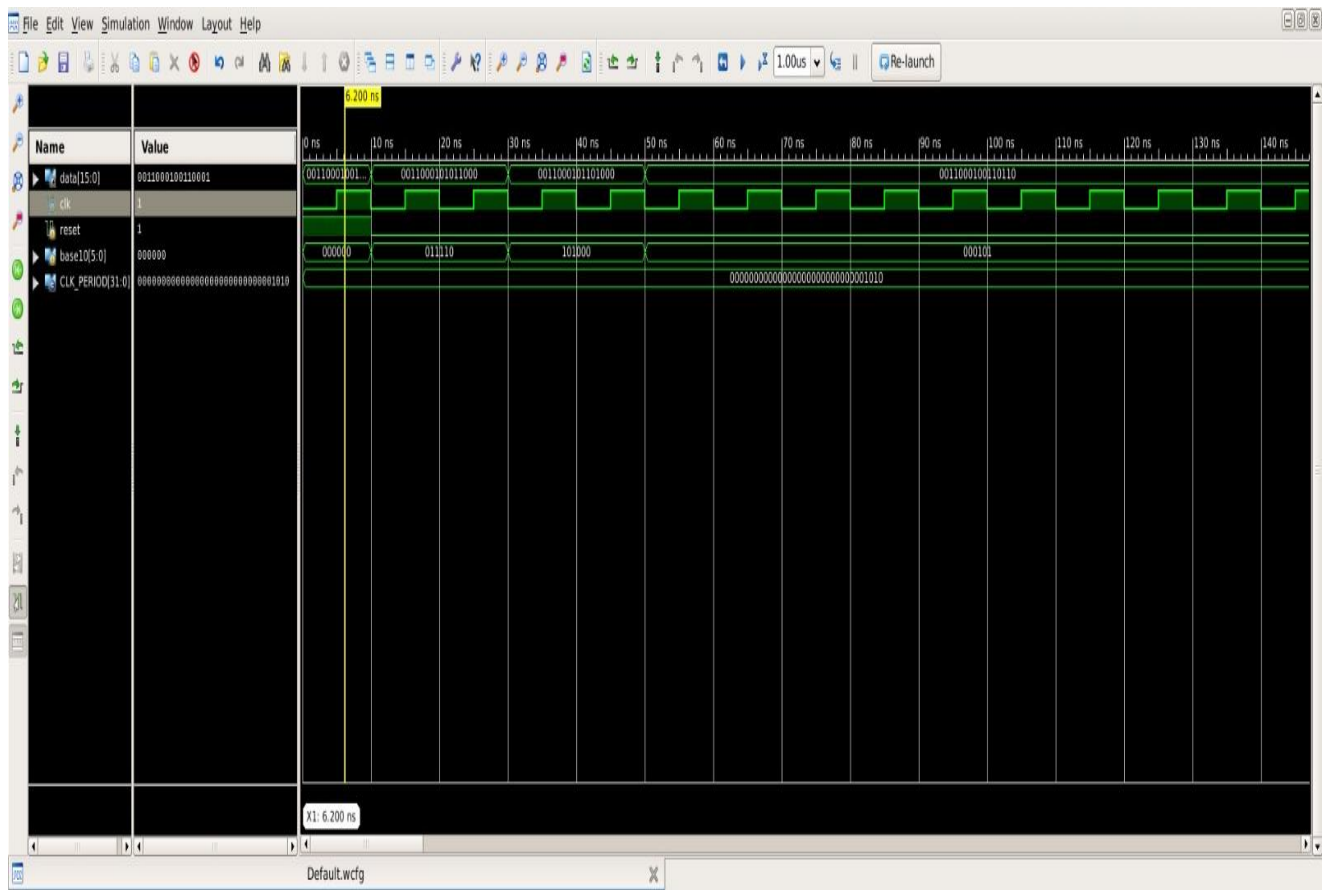 File Edit View Simulation Window Layout Help
1.00us Re-launch
6.200 ns
Name Value
0 ns 10 ns 20 ns 30 ns 40 ns 50 ns 60 ns 70 ns 80 ns 90 ns 100 ns 110 ns 120 ns 130 ns 140 ns
data[15:0] 0011000100110001 00110001001... 0011000101011000 0011000101101000 0011000100110110
clk 1
reset 1
base10[5:0] 000000 000000 011110 101000 000101
CLK_PERIOD[31:0] 00000000000000000000000000001010 00000000000000000000000000001010
X1: 6.200 ns
Default.wcfg